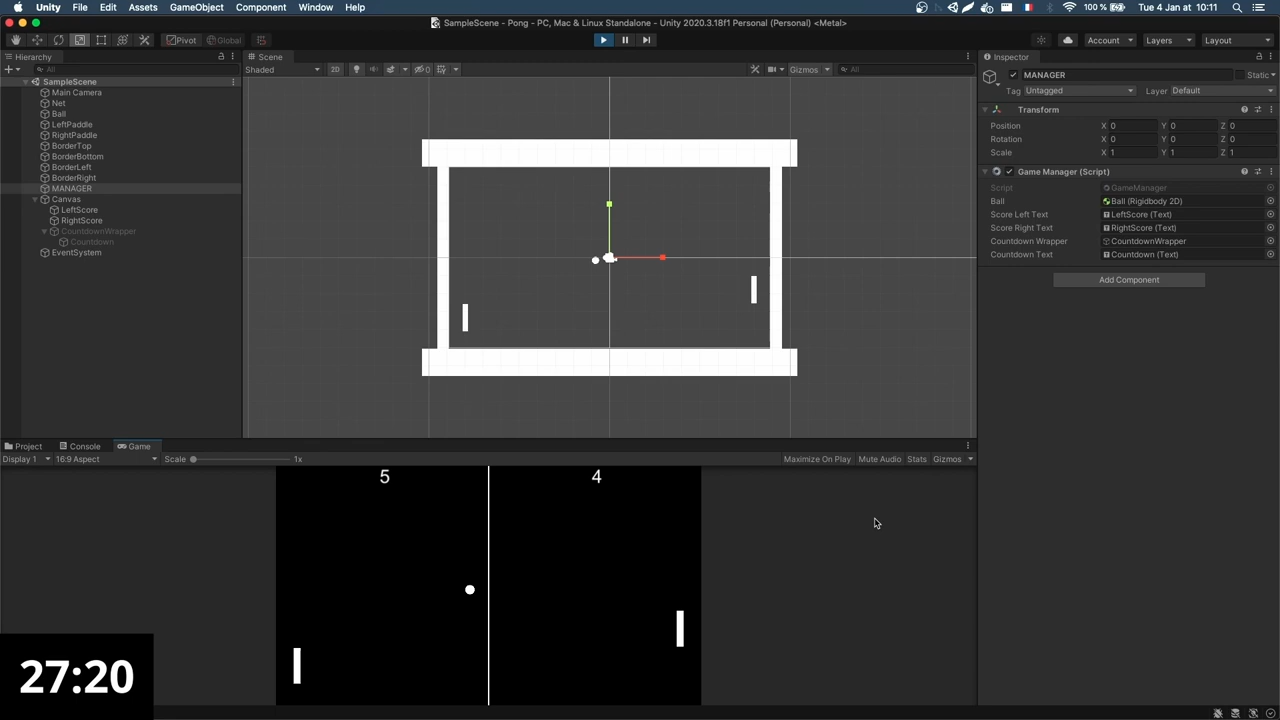 Unity File Edit Assets GameObject Component Window Help 100 % Tue 4 Jan at 10:11
SampleScene - Pong - PC, Mac & Linux Standalone - Unity 2020.3.18f1 Personal (Personal) <Metal>
Pivot Global Account Layers Layout
Hierarchy
All
SampleScene
Main Camera
Net
Ball
LeftPaddle
RightPaddle
BorderTop
BorderBottom
BorderLeft
BorderRight
MANAGER
Canvas
LeftScore
RightScore
CountdownWrapper
Countdown
EventSystem
Scene
Shaded 2D 0 Gizmos All
Inspector
MANAGER Static
Tag Untagged Layer Default
Transform
Position X 0 Y 0 Z 0
Rotation X 0 Y 0 Z 0
Scale X 1 Y 1 Z 1
Game Manager (Script)
Script GameManager
Ball Ball (Rigidbody 2D)
Score Left Text LeftScore (Text)
Score Right Text RightScore (Text)
Countdown Wrapper CountdownWrapper
Countdown Text Countdown (Text)
Add Component
Project Console Game
Display 1 16:9 Aspect Scale 1x Maximize On Play Mute Audio Stats Gizmos
5 4
27:20